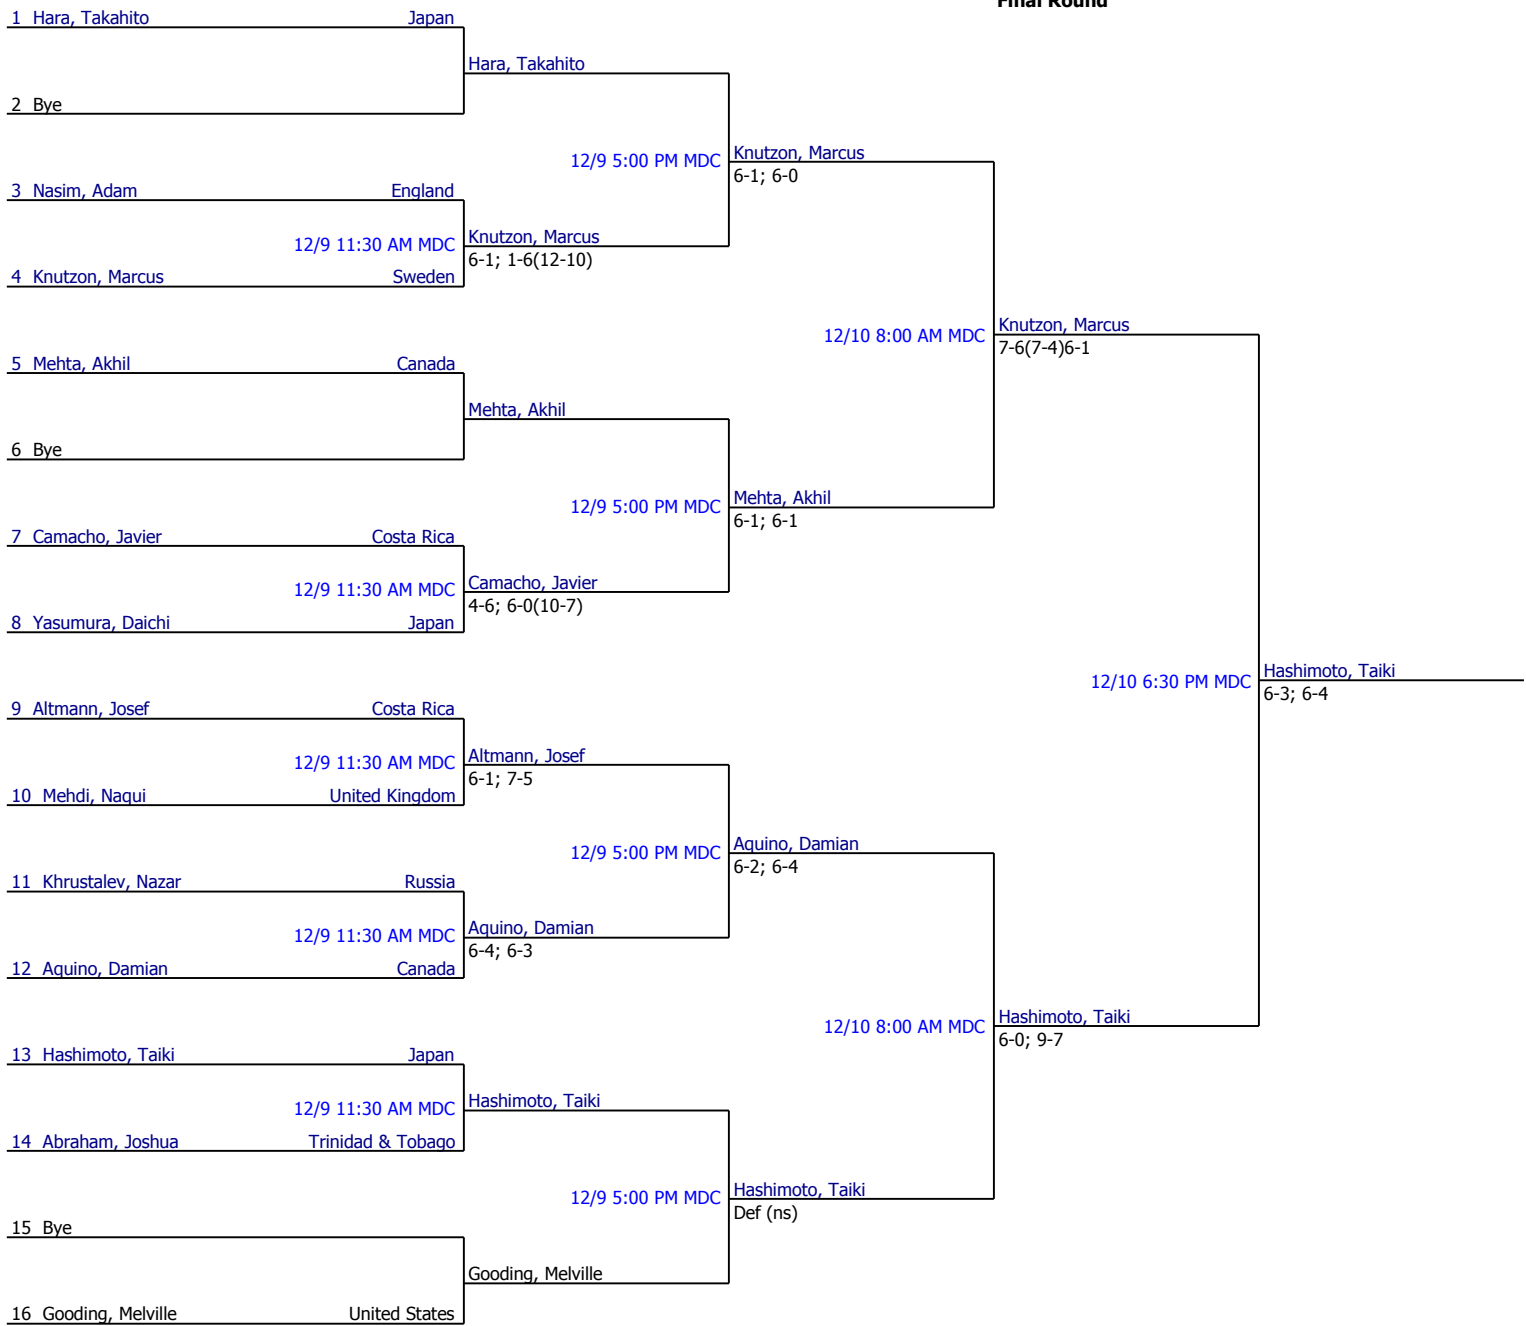 Final Round
1 Hara, Takahito Japan
Hara, Takahito
2 Bye
12/9 5:00 PM MDC Knutzon, Marcus
6-1; 6-0
3 Nasim, Adam England
12/9 11:30 AM MDC Knutzon, Marcus
6-1; 1-6(12-10)
4 Knutzon, Marcus Sweden
12/10 8:00 AM MDC Knutzon, Marcus
7-6(7-4)6-1
5 Mehta, Akhil Canada
Mehta, Akhil
6 Bye
12/9 5:00 PM MDC Mehta, Akhil
6-1; 6-1
7 Camacho, Javier Costa Rica
12/9 11:30 AM MDC Camacho, Javier
4-6; 6-0(10-7)
8 Yasumura, Daichi Japan
12/10 6:30 PM MDC Hashimoto, Taiki
6-3; 6-4
9 Altmann, Josef Costa Rica
12/9 11:30 AM MDC Altmann, Josef
6-1; 7-5
10 Mehdi, Naqui United Kingdom
12/9 5:00 PM MDC Aquino, Damian
6-2; 6-4
11 Khrustalev, Nazar Russia
12/9 11:30 AM MDC Aquino, Damian
6-4; 6-3
12 Aquino, Damian Canada
12/10 8:00 AM MDC Hashimoto, Taiki
6-0; 9-7
13 Hashimoto, Taiki Japan
12/9 11:30 AM MDC Hashimoto, Taiki
14 Abraham, Joshua Trinidad & Tobago
12/9 5:00 PM MDC Hashimoto, Taiki
Def (ns)
15 Bye
Gooding, Melville
16 Gooding, Melville United States